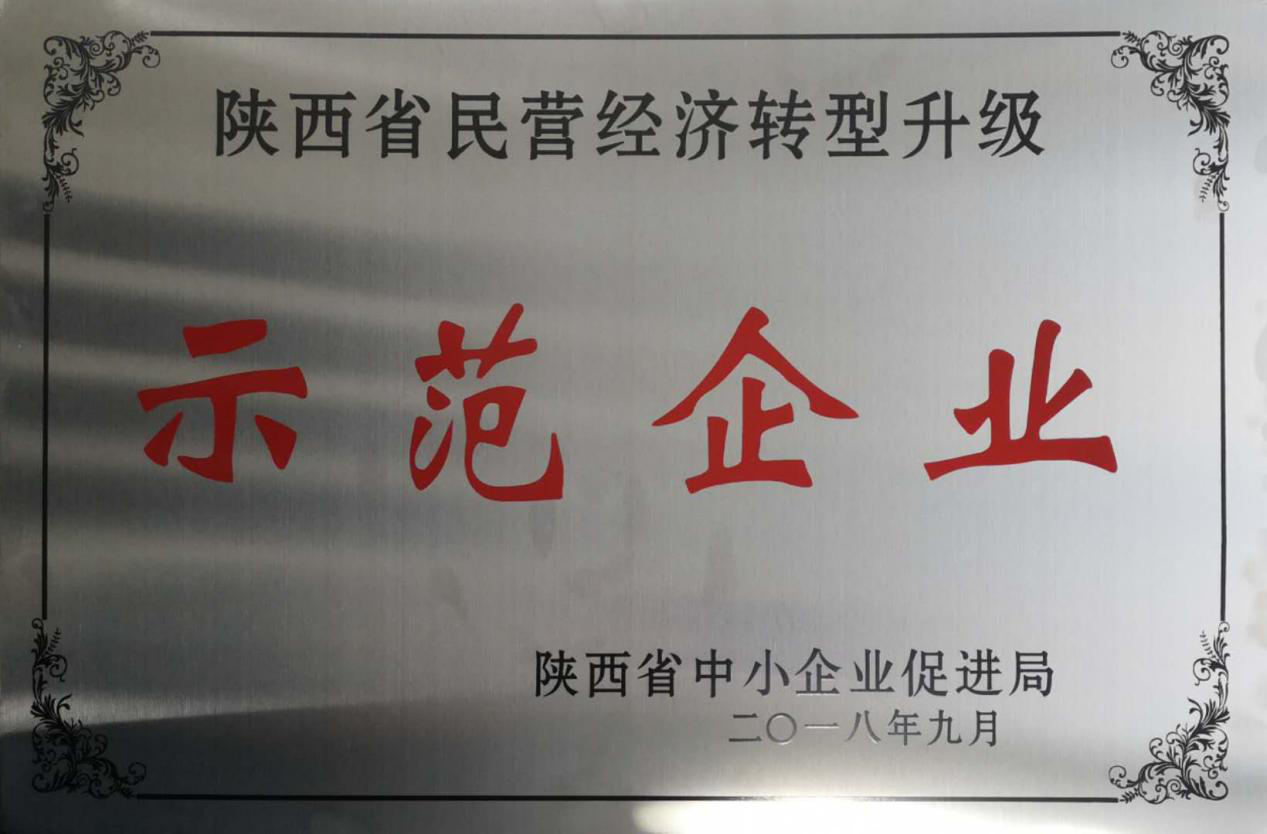 陕西省民营经济转型升级
示范企业
陕西省中小企业促进局
二〇一八年九月